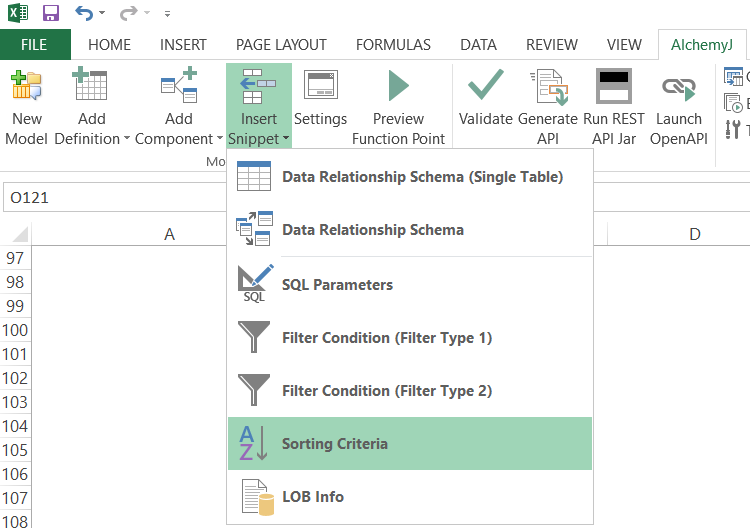 FILE HOME INSERT PAGE LAYOUT FORMULAS DATA REVIEW VIEW AlchemyJ
New Add Add Insert Settings Preview Validate Generate Run REST Launch
Model Definition Component Snippet Function Point API API Jar OpenAPI
Mo
O121
Data Relationship Schema (Single Table)
Data Relationship Schema
SQL
SQL Parameters
Filter Condition (Filter Type 1)
Filter Condition (Filter Type 2)
A
Z
Sorting Criteria
LOB Info
A D
97
98
99
100
101
102
103
104
105
106
107
108